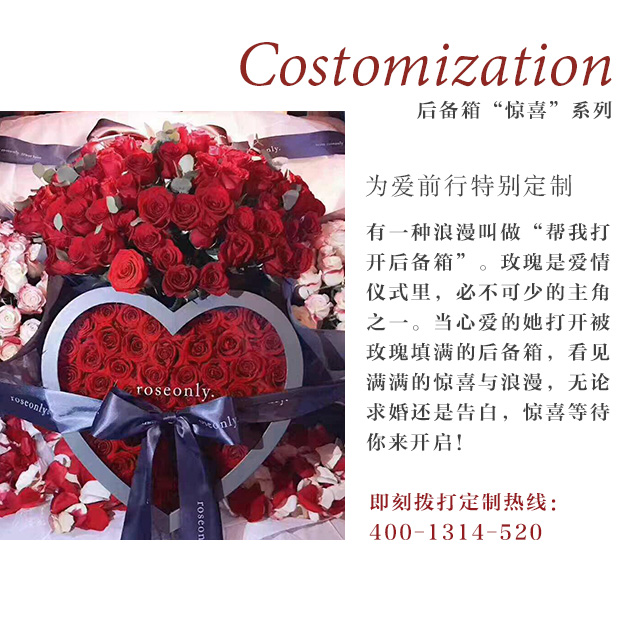 Costomization
后备箱“惊喜”系列
为爱前行特别定制
有一种浪漫叫做“帮我打
开后备箱”。玫瑰是爱情
仪式里，必不可少的主角
之一。当心爱的她打开被
玫瑰填满的后备箱，看见
满满的惊喜与浪漫，无论
求婚还是告白，惊喜等待
你来开启！
即刻拨打定制热线：
400-1314-520
roseonly.
roseonly.
roseonly.
roseonly